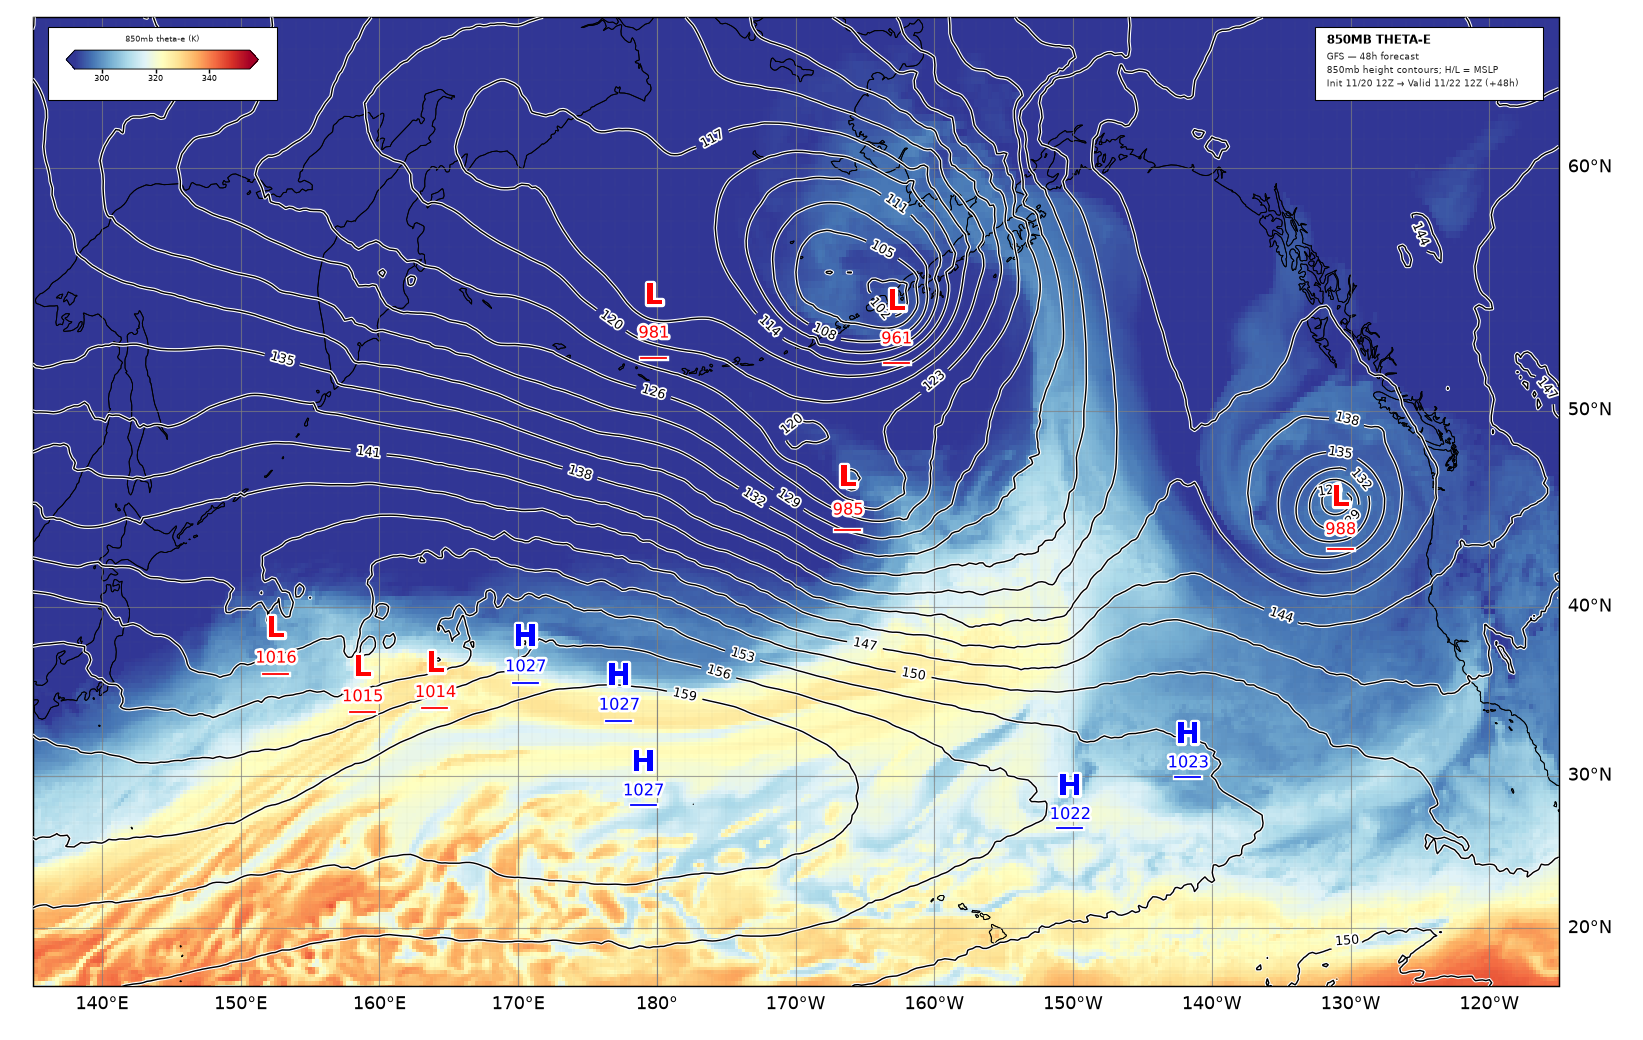 850mb theta-e (K)
300 320 340
850MB THETA-E
GFS — 48h forecast
850mb height contours; H/L = MSLP
Init 11/20 12Z → Valid 11/22 12Z (+48h)
117
60°N
111
144
105
L
981
L
961
102
120
114
108
135
123
147
126
50°N
120
138
141
135
138
132
L
985
132
129
L
988
144
40°N
L
1016
H
1027
147
L
1015
L
1014
153
150
H
1027
156
159
H
1023
H
1027
30°N
H
1022
20°N
150
140°E 150°E 160°E 170°E 180° 170°W 160°W 150°W 140°W 130°W 120°W